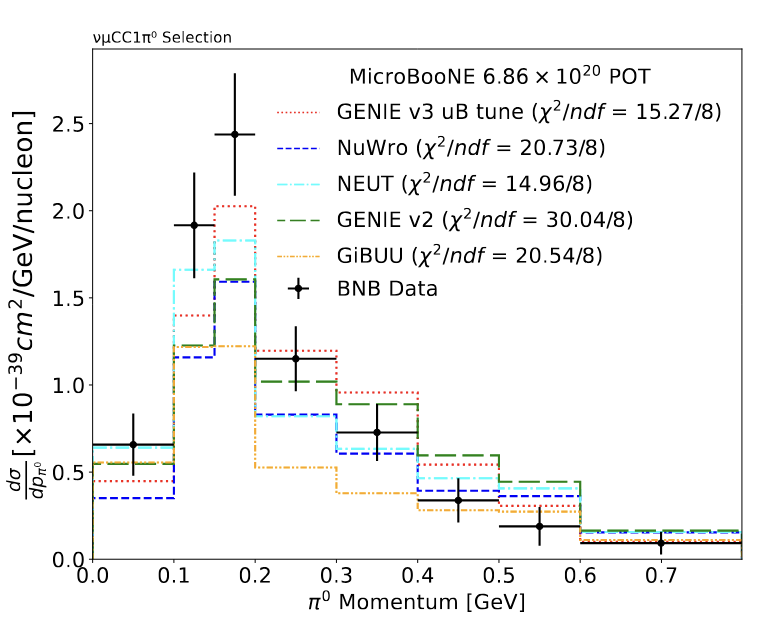 νμCC1π⁰ Selection
MicroBooNE 6.86 × 10²⁰ POT
GENIE v3 uB tune (χ²/ndf = 15.27/8)
NuWro (χ²/ndf = 20.73/8)
NEUT (χ²/ndf = 14.96/8)
GENIE v2 (χ²/ndf = 30.04/8)
GiBUU (χ²/ndf = 20.54/8)
BNB Data
dσ/dp_π⁰ [×10⁻³⁹cm²/GeV/nucleon]
2.5
2.0
1.5
1.0
0.5
0.0
0.0 0.1 0.2 0.3 0.4 0.5 0.6 0.7
π⁰ Momentum [GeV]